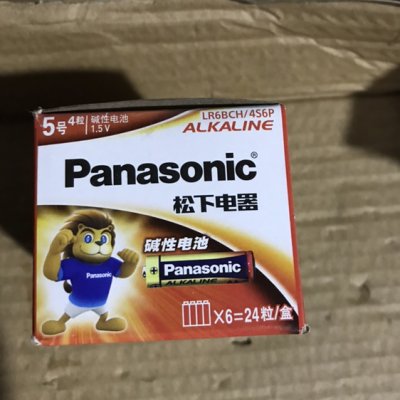 5号 4粒 碱性电池 1.5V
LR6BCH/4S6P
ALKALINE
Panasonic®
松下电器
碱性电池
Panasonic
Panasonic
ALKALINE
×6=24粒/盒